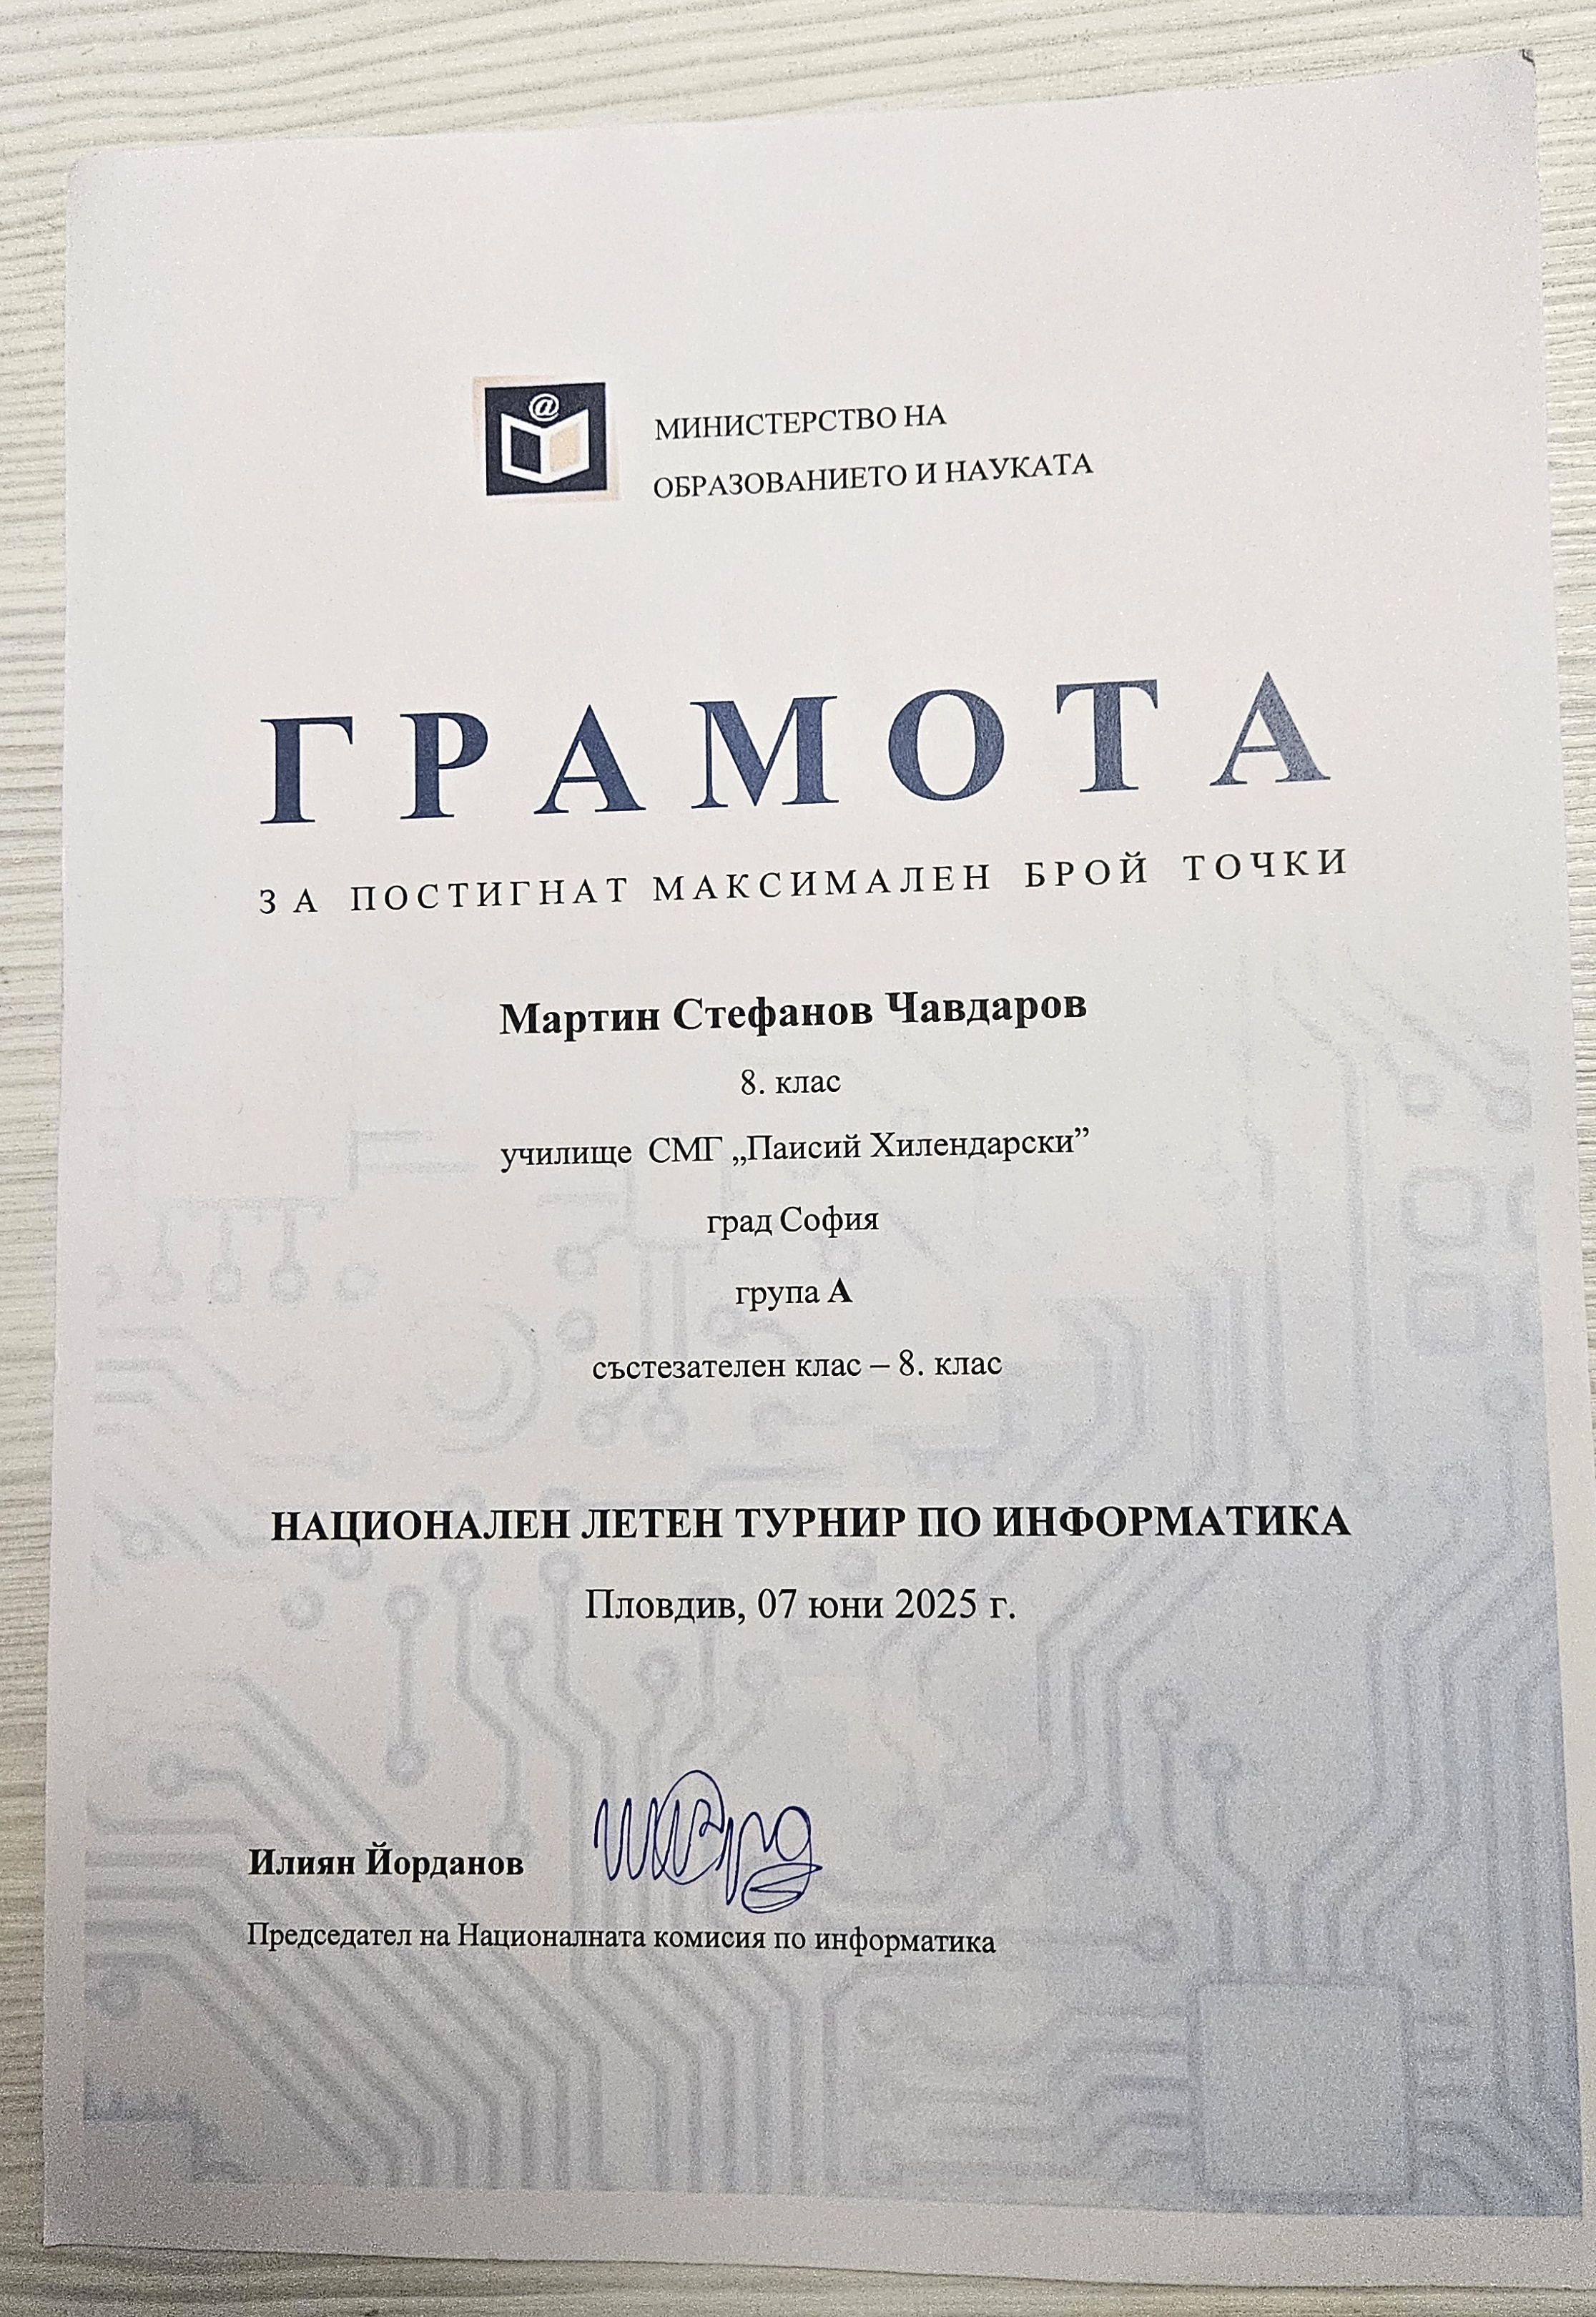 @
МИНИСТЕРСТВО НА
ОБРАЗОВАНИЕТО И НАУКАТА
ГРАМОТА
ЗА ПОСТИГНАТ МАКСИМАЛЕН БРОЙ ТОЧКИ
Мартин Стефанов Чавдаров
8. клас
училище СМГ „Паисий Хилендарски”
град София
група А
състезателен клас – 8. клас
НАЦИОНАЛЕН ЛЕТЕН ТУРНИР ПО ИНФОРМАТИКА
Пловдив, 07 юни 2025 г.
Илиян Йорданов
Председател на Националната комисия по информатика